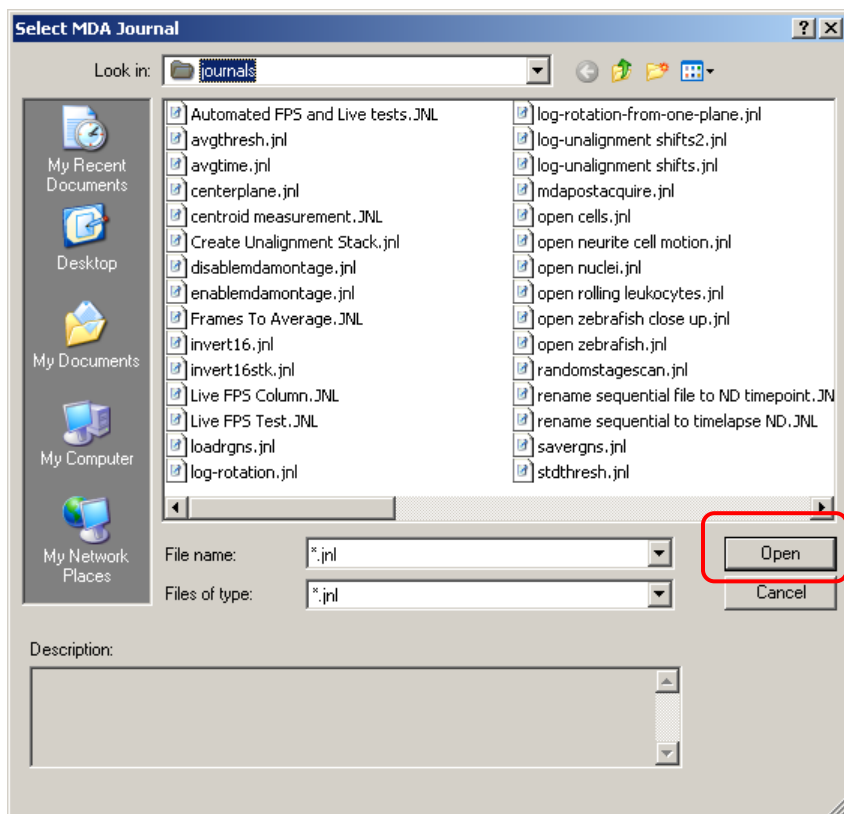 Select MDA Journal
Look in:
journals
My Recent
Documents
Desktop
My Documents
My Computer
My Network
Places
Automated FPS and Live tests.JNL
avgthresh.jnl
avgtime.jnl
centerplane.jnl
centroid measurement.JNL
Create Unalignment Stack.jnl
disablemdamontage.jnl
enablemdamontage.jnl
Frames To Average.JNL
invert16.jnl
invert16stk.jnl
Live FPS Column.JNL
Live FPS Test.JNL
loadrgns.jnl
log-rotation.jnl
log-rotation-from-one-plane.jnl
log-unalignment shifts2.jnl
log-unalignment shifts.jnl
mdapostacquire.jnl
open cells.jnl
open neurite cell motion.jnl
open nuclei.jnl
open rolling leukocytes.jnl
open zebrafish close up.jnl
open zebrafish.jnl
randomstagescan.jnl
rename sequential file to ND timepoint.JN
rename sequential to timelapse ND.JNL
savergns.jnl
stdthresh.jnl
File name:
*.jnl
Open
Files of type:
*.jnl
Cancel
Description: